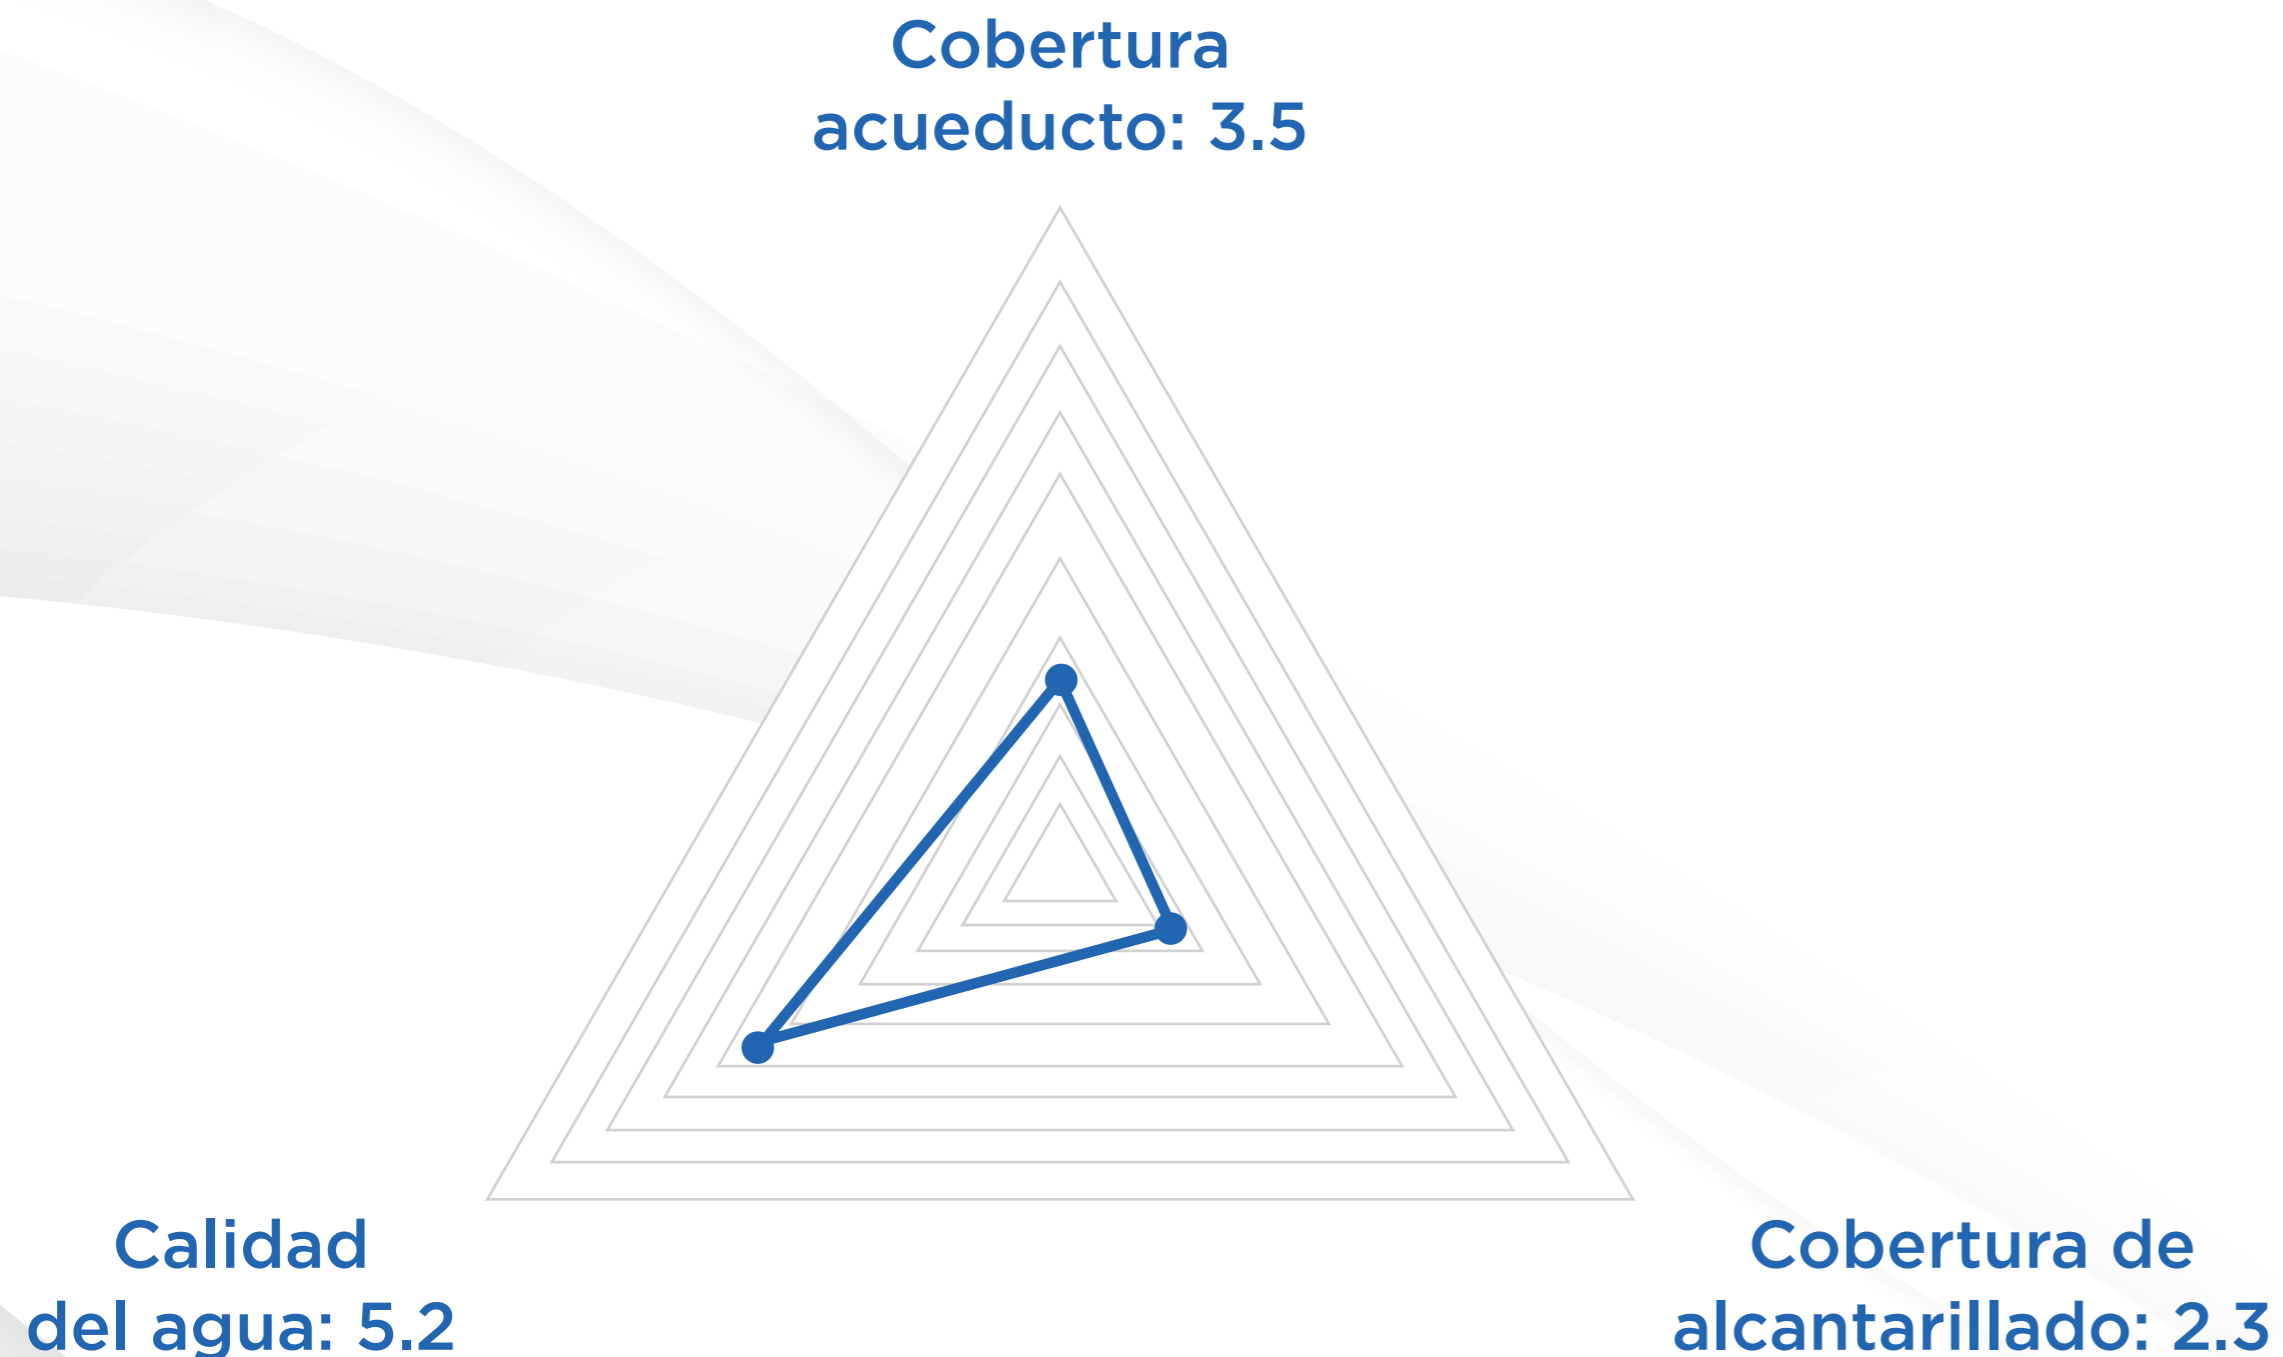 Cobertura
acueducto: 3.5
Calidad
del agua: 5.2
Cobertura de
alcantarillado: 2.3